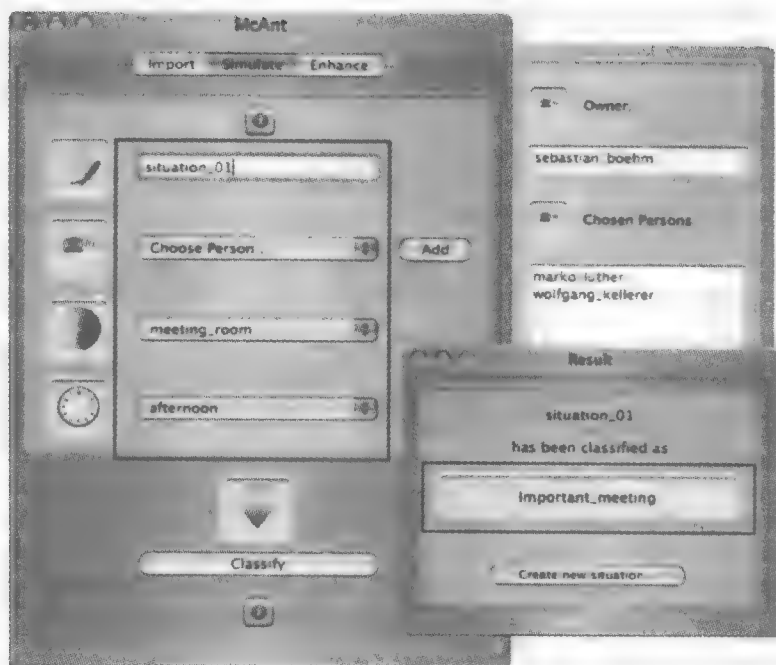 McAnt
Import Simulate Enhance
situation_01
Choose Person
Add
meeting_room
afternoon
Classify
Owner:
sebastian_boehm
Chosen Persons
marko_luther
wolfgang_kellerer
Result
situation_01
has been classified as
Important_meeting
Create new situation